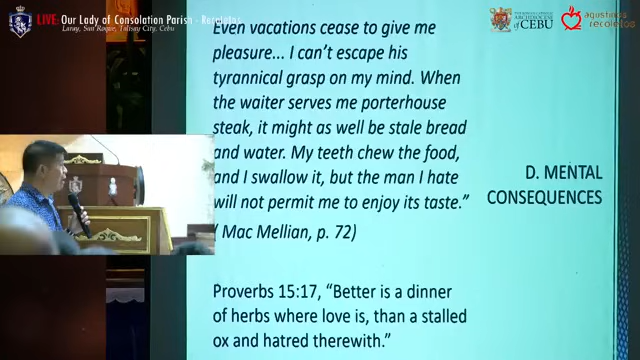 LIVE: Our Lady of Consolation Parish - Recoletos
Laray, San Roque, Talisay City, Cebu
ARCHDIOCESE
of CEBU
agustinos
recoletos
Even vacations cease to give me
pleasure... I can't escape his
tyrannical grasp on my mind. When
the waiter serves me porterhouse
steak, it might as well be stale bread
and water. My teeth chew the food,
and I swallow it, but the man I hate
will not permit me to enjoy its taste.”
( Mac Mellian, p. 72)
Proverbs 15:17, “Better is a dinner
of herbs where love is, than a stalled
ox and hatred therewith.”
D. MENTAL
CONSEQUENCES